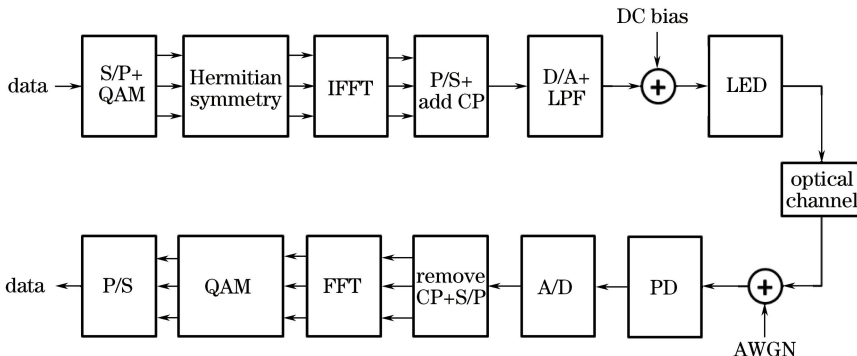 DC bias
data
S/P+
QAM
Hermitian
symmetry
IFFT
P/S+
add CP
D/A+
LPF
+
LED
optical
channel
data
P/S
QAM
FFT
remove
CP+S/P
A/D
PD
+
AWGN